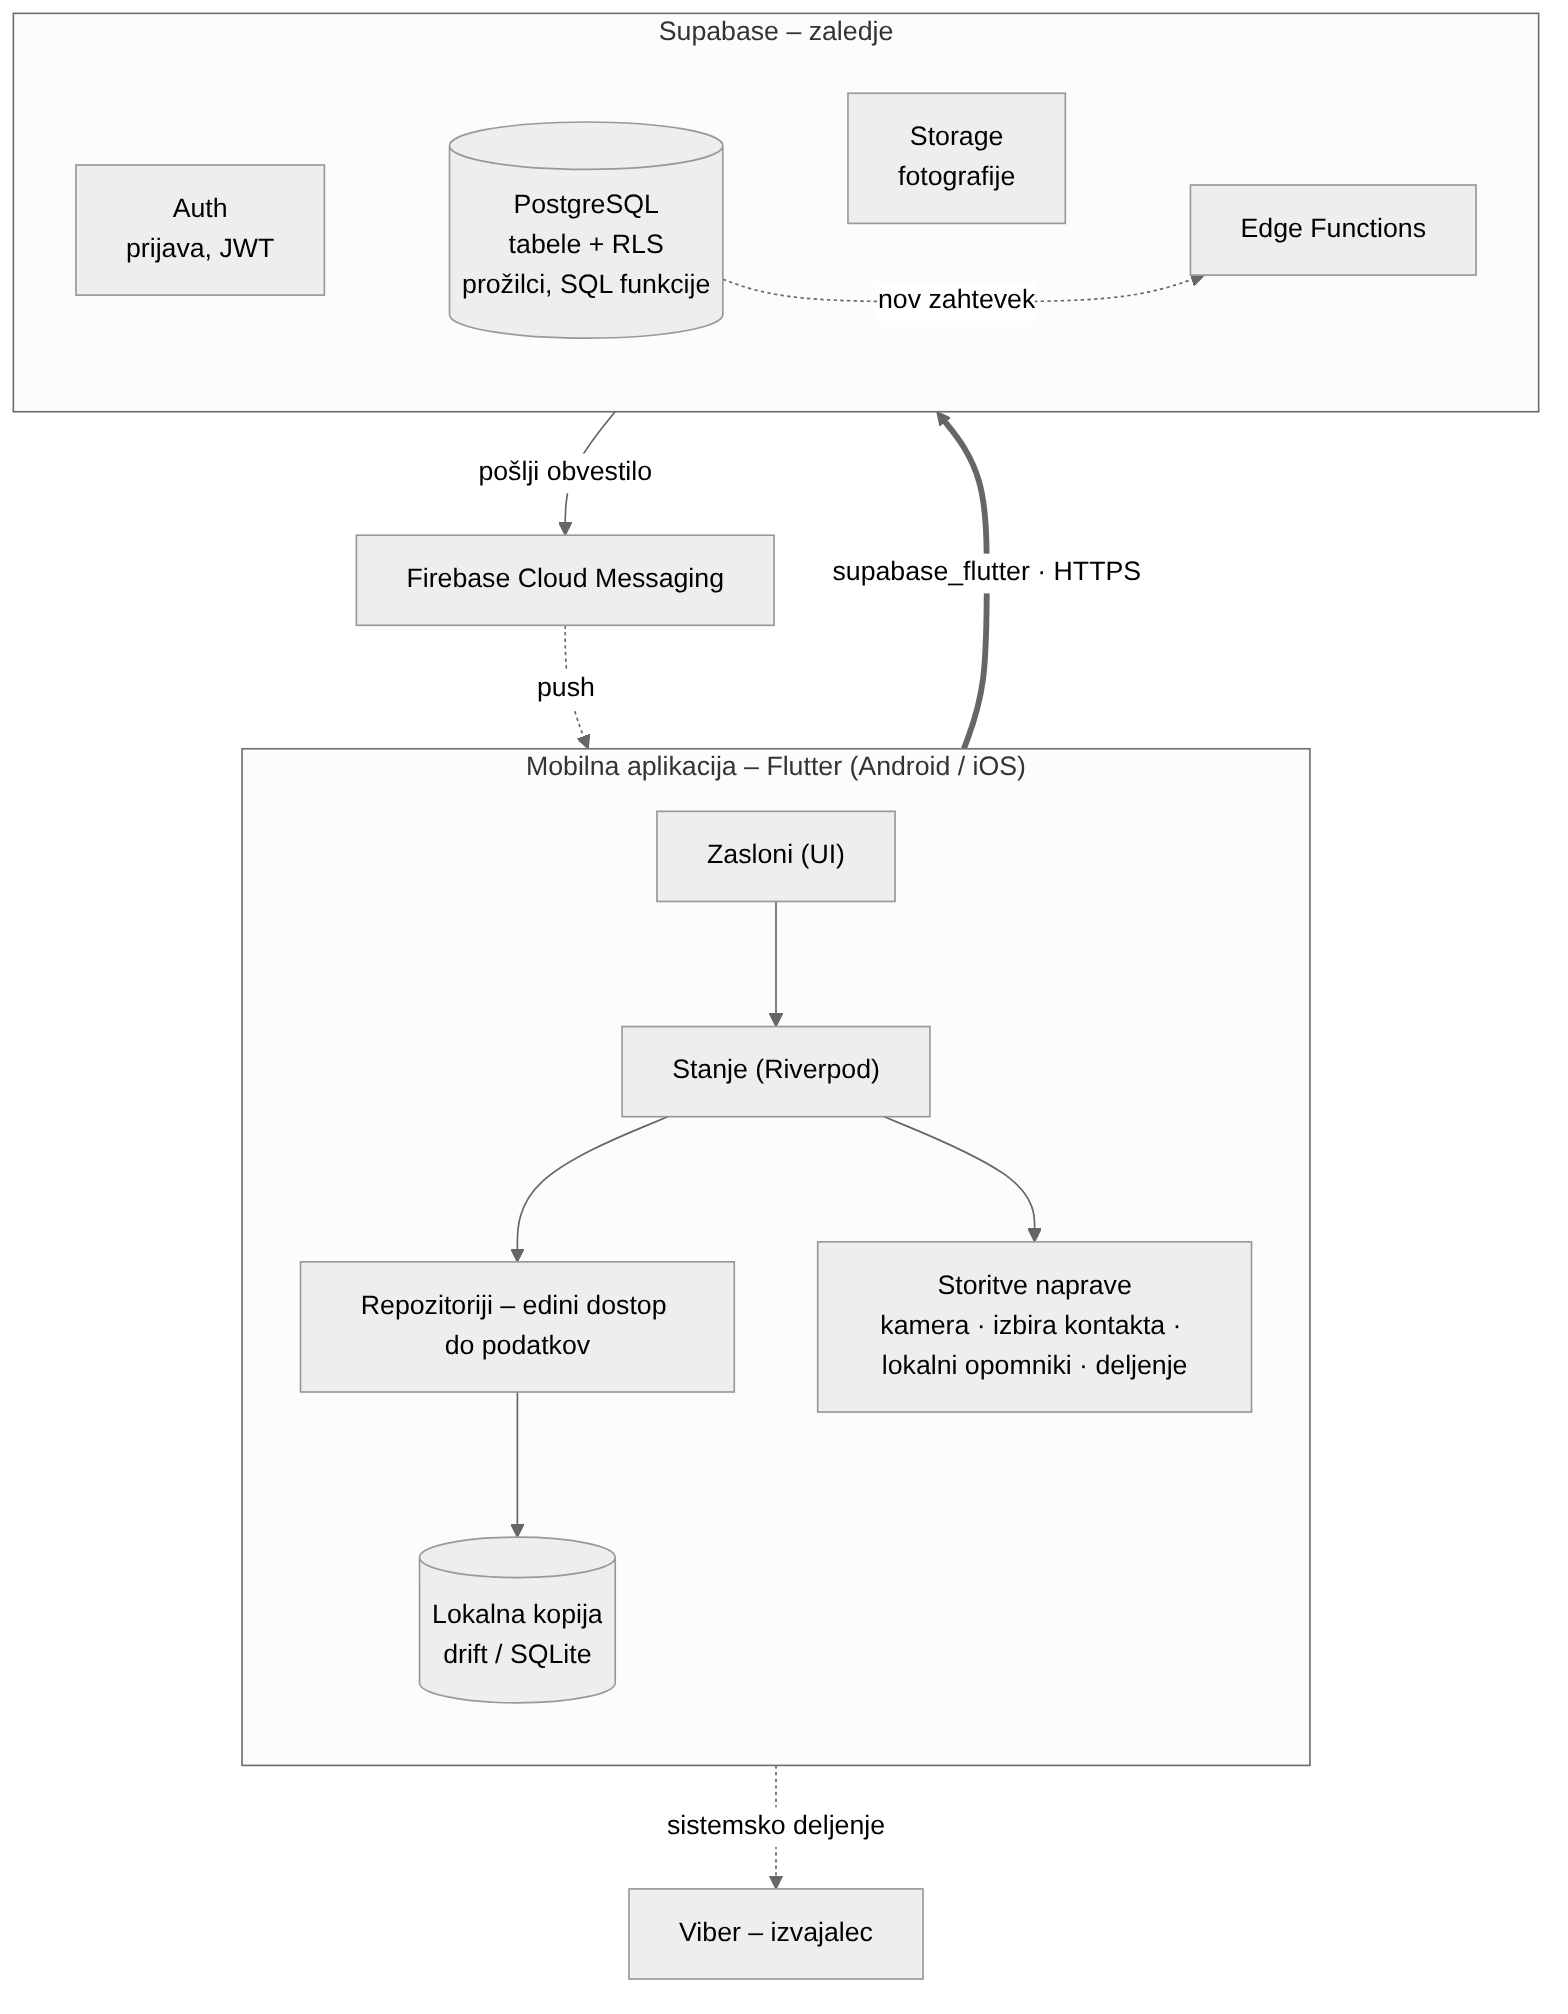 Supabase – zaledje
Auth
prijava, JWT
PostgreSQL
tabele + RLS
prožilci, SQL funkcije
Storage
fotografije
Edge Functions
nov zahtevek
pošlji obvestilo
Firebase Cloud Messaging
supabase_flutter · HTTPS
push
Mobilna aplikacija – Flutter (Android / iOS)
Zasloni (UI)
Stanje (Riverpod)
Repozitoriji – edini dostop
do podatkov
Storitve naprave
kamera · izbira kontakta ·
lokalni opomniki · deljenje
Lokalna kopija
drift / SQLite
sistemsko deljenje
Viber – izvajalec